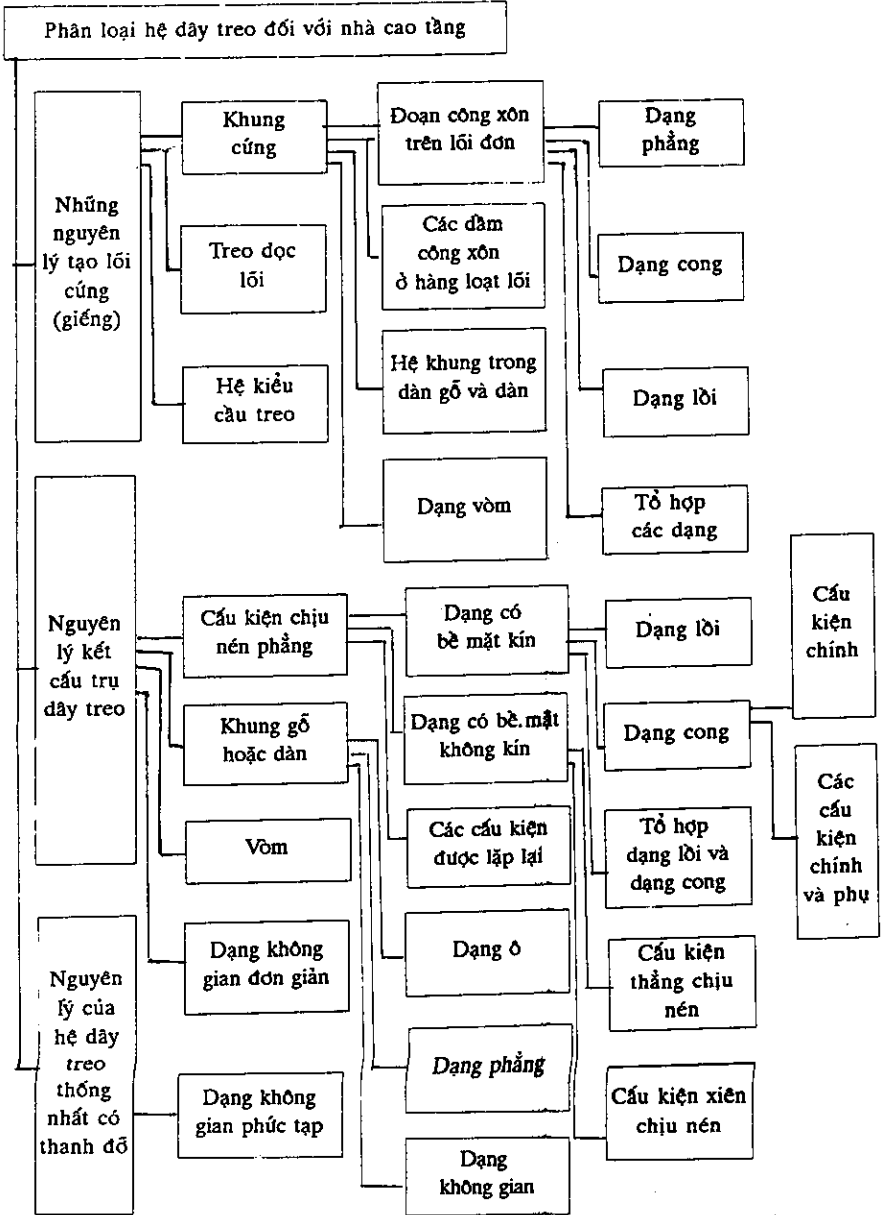 Phân loại hệ dây treo đối với nhà cao tầng
Những
nguyên
lý tạo lõi
cứng
(giếng)
Khung
cứng
Treo dọc
lõi
Hệ kiểu
cầu treo
Đoạn công xôn
trên lõi đơn
Các dầm
công xôn
ở hàng loạt lõi
Hệ khung trong
dàn gỗ và dàn
Dạng vòm
Dạng
phẳng
Dạng cong
Dạng lồi
Tổ hợp
các dạng
Nguyên
lý kết
cấu trụ
dây treo
Cấu kiện chịu
nén phẳng
Khung gỗ
hoặc dàn
Vòm
Dạng không
gian đơn giản
Dạng có
bề mặt kín
Dạng có bề.mặt
không kín
Các cấu kiện
được lặp lại
Dạng ô
Dạng phẳng
Dạng
không gian
Dạng lồi
Dạng cong
Tổ hợp
dạng lồi và
dạng cong
Cấu kiện
thẳng chịu
nén
Cấu kiện xiên
chịu nén
Cấu
kiện
chính
Các
cấu
kiện
chính
và phụ
Nguyên
lý của
hệ dây
treo
thống
nhất có
thanh đỡ
Dạng không
gian phức tạp